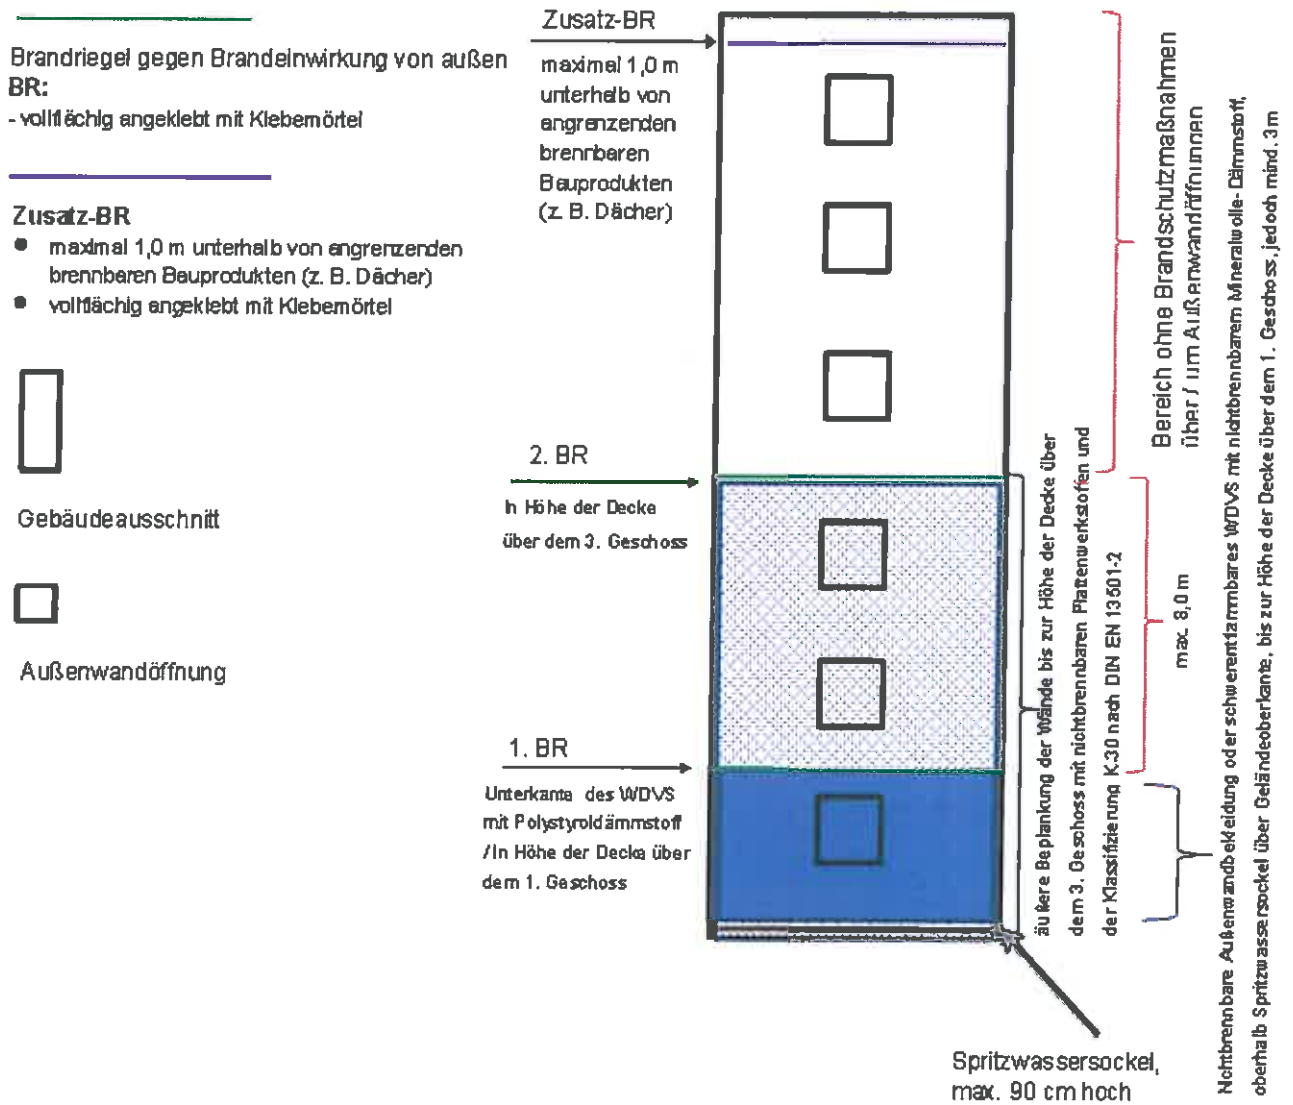 Brandriegel gegen Brandeinwirkung von außen
BR:
- vollflächig angeklebt mit Klebemörtel
Zusatz-BR
● maximal 1,0 m unterhalb von angrenzenden
brennbaren Bauprodukten (z. B. Dächer)
● vollflächig angeklebt mit Klebemörtel
Gebäudeausschnitt
Außenwandöffnung
Zusatz-BR
maximal 1,0 m
unterhalb von
angrenzenden
brennbaren
Bauprodukten
(z. B. Dächer)
2. BR
In Höhe der Decke
über dem 3. Geschoss
1. BR
Unterkante des WDVS
mit Polystyroldämmstoff
/In Höhe der Decke über
dem 1. Geschoss
äußere Beplankung der Wände bis zur Höhe der Decke über
dem 3. Geschoss mit nichtbrennbaren Plattenwerkstoffen und
der Klassifizierung K30 nach DIN EN 13501-2
max. 8,0 m
Bereich ohne Brandschutzmaßnahmen
über / um Außenwandöffnungen
Nichtbrennbare Außenwandbekleidung oder schwerentflammbares WDVS mit nichtbrennbarem Mineralwolle-Dämmstoff,
oberhalb Spritzwassersockel über Geländeoberkante, bis zur Höhe der Decke über dem 1. Geschoss, jedoch mind. 3m
Spritzwassersockel,
max. 90 cm hoch